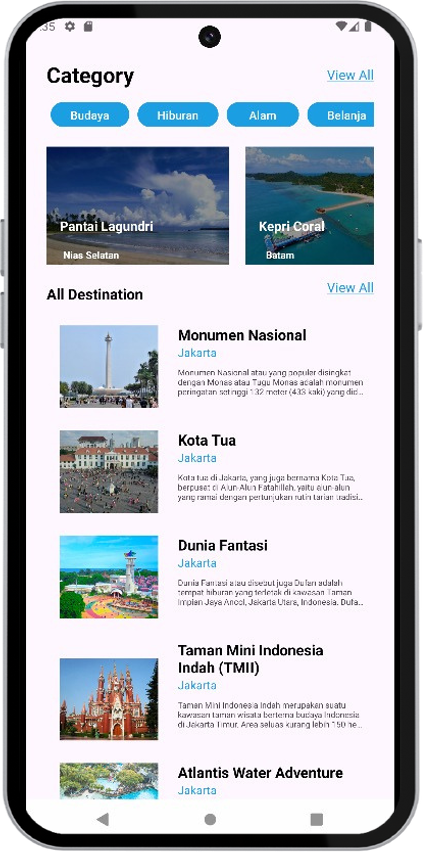 :35
Category
View All
Budaya
Hiburan
Alam
Belanja
Pantai Lagundri
Nias Selatan
Kepri Coral
Batam
All Destination
View All
Monumen Nasional
Jakarta
Monumen Nasional atau yang populer disingkat
dengan Monas atau Tugu Monas adalah monumen
peringatan setinggi 132 meter (433 kaki) yang did...
Kota Tua
Jakarta
Kota tua di Jakarta, yang juga bernama Kota Tua,
berpusat di Alun-Alun Fatahillah, yaitu alun-alun
yang ramai dengan pertunjukan rutin tarian tradisi...
Dunia Fantasi
Jakarta
Dunia Fantasi atau disebut juga Dufan adalah
tempat hiburan yang terletak di kawasan Taman
Impian Jaya Ancol, Jakarta Utara, Indonesia. Dufa...
Taman Mini Indonesia
Indah (TMII)
Jakarta
Taman Mini Indonesia Indah merupakan suatu
kawasan taman wisata bertema budaya Indonesia
di Jakarta Timur. Area seluas kurang lebih 150 he...
Atlantis Water Adventure
Jakarta